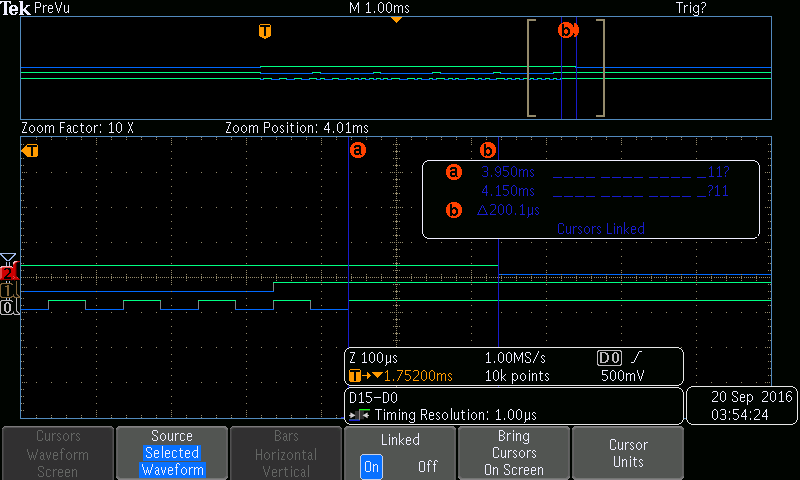 Tek PreVu M 1.00ms Trig?
T b
Zoom Factor: 10 X Zoom Position: 4.01ms
T a b
a 3.950ms ____ ____ ____ _11?
4.150ms ____ ____ ____ _?11
b △200.1µs
Cursors Linked
2
1
0
Z 100µs 1.00MS/s D0
T→▼1.75200ms 10k points 500mV
D15-D0
Timing Resolution: 1.00µs
20 Sep 2016
03:54:24
Cursors
Waveform
Screen
Source
Selected
Waveform
Bars
Horizontal
Vertical
Linked
On Off
Bring
Cursors
On Screen
Cursor
Units